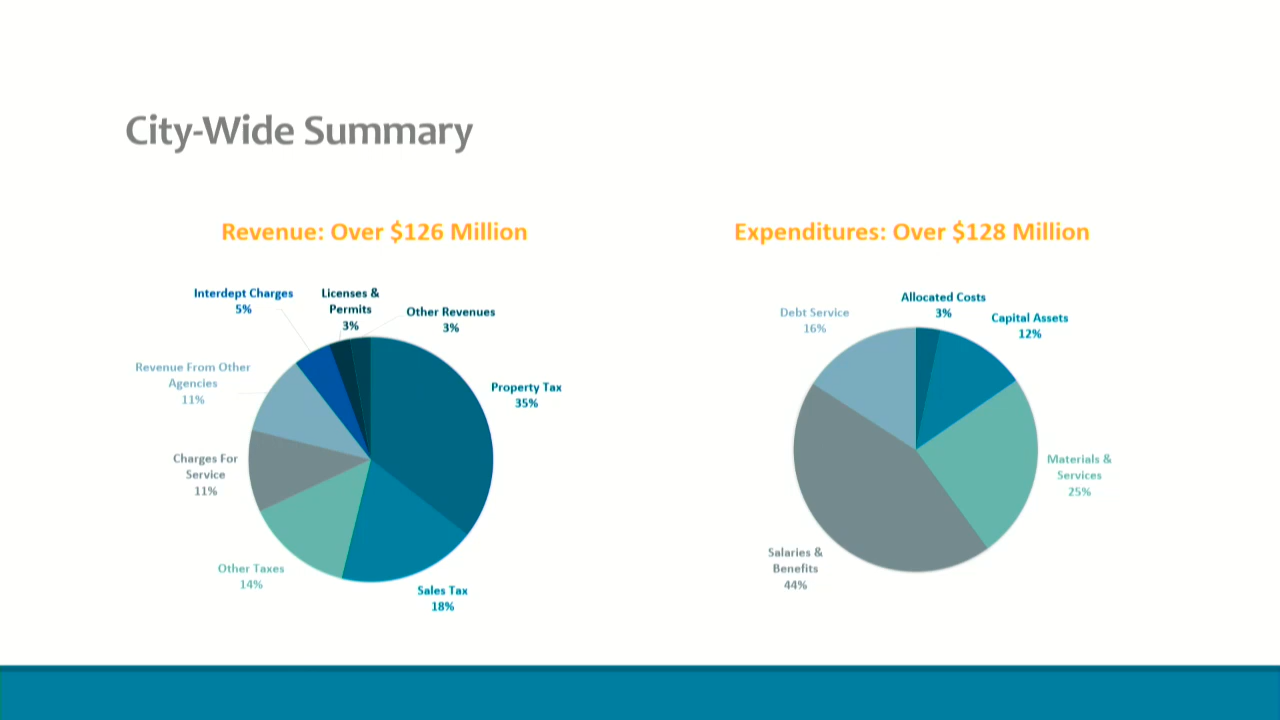 City-Wide Summary
Revenue: Over $126 Million
Interdept Charges
5%
Licenses &
Permits
3%
Other Revenues
3%
Revenue From Other
Agencies
11%
Property Tax
35%
Charges For
Service
11%
Other Taxes
14%
Sales Tax
18%
Expenditures: Over $128 Million
Allocated Costs
3%
Debt Service
16%
Capital Assets
12%
Materials &
Services
25%
Salaries &
Benefits
44%